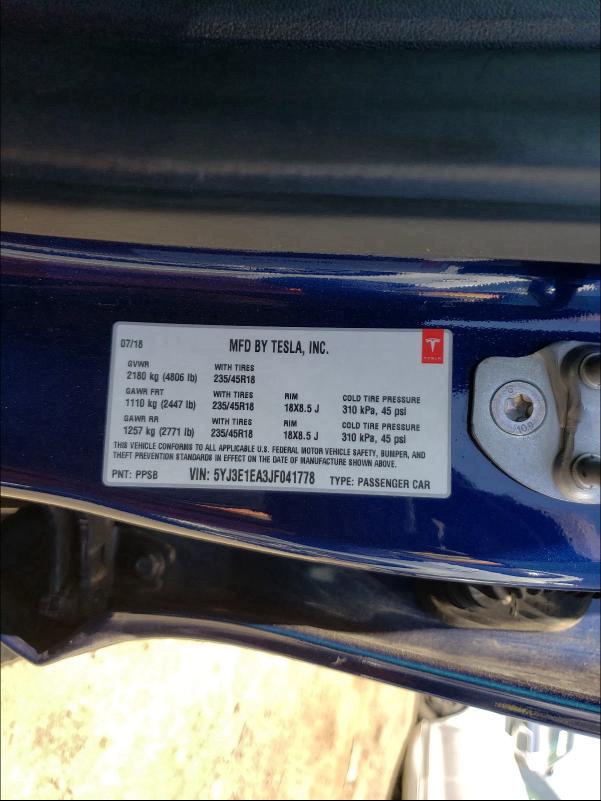 07/18 MFD BY TESLA, INC.
TESLA
GVWR WITH TIRES
2180 kg (4806 lb) 235/45R18
GAWR FRT WITH TIRES RIM COLD TIRE PRESSURE
1110 kg (2447 lb) 235/45R18 18X8.5 J 310 kPa, 45 psi
GAWR RR WITH TIRES RIM COLD TIRE PRESSURE
1257 kg (2771 lb) 235/45R18 18X8.5 J 310 kPa, 45 psi
THIS VEHICLE CONFORMS TO ALL APPLICABLE U.S. FEDERAL MOTOR VEHICLE SAFETY, BUMPER, AND
THEFT PREVENTION STANDARDS IN EFFECT ON THE DATE OF MANUFACTURE SHOWN ABOVE.
PNT: PPSB VIN: 5YJ3E1EA3JF041778 TYPE: PASSENGER CAR
10.9